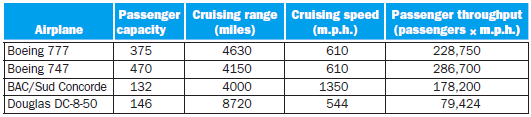 Airplane Passenger capacity Cruising range (miles) Cruising speed (m.p.h.) Passenger throughput (passengers x m.p.h.)
Boeing 777 375 4630 610 228,750
Boeing 747 470 4150 610 286,700
BAC/Sud Concorde 132 4000 1350 178,200
Douglas DC-8-50 146 8720 544 79,424